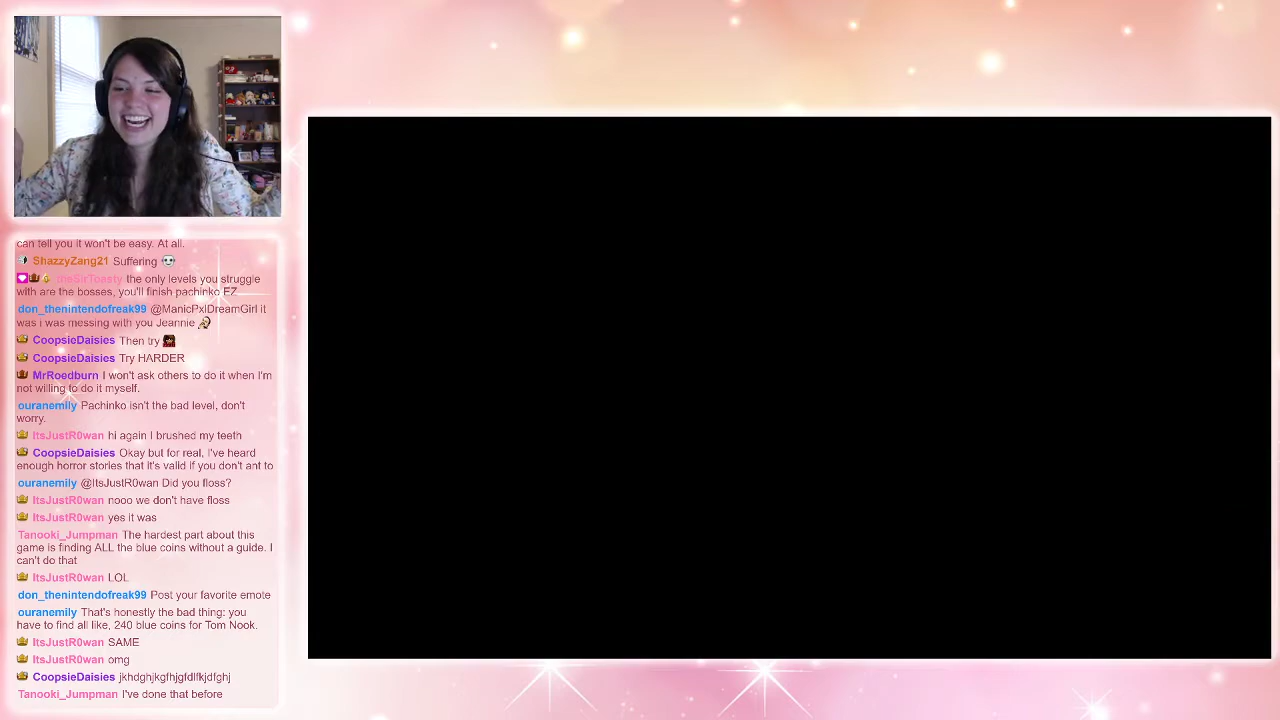 can tell you it won't be easy. At all.
ShazzyZang21 Suffering
meSirToasty the only levels you struggle
with are the bosses, you'll finish pachinko EZ
don_thenintendofreak99 @ManicPxlDreamGirl it
was i was messing with you Jeannie
CoopsieDaisies Then try
CoopsieDaisies Try HARDER
MrRoedburn I won't ask others to do it when I'm
not willing to do it myself.
ouranemily Pachinko isn't the bad level, don't
worry.
ItsJustR0wan hi again I brushed my teeth
CoopsieDaisies Okay but for real, I've heard
enough horror stories that it's valid if you don't ant to
ouranemily @ItsJustR0wan Did you floss?
ItsJustR0wan nooo we don't have floss
ItsJustR0wan yes it was
Tanooki_Jumpman The hardest part about this
game is finding ALL the blue coins without a guide. I
can't do that
ItsJustR0wan LOL
don_thenintendofreak99 Post your favorite emote
ouranemily That's honestly the bad thing: you
have to find all like, 240 blue coins for Tom Nook.
ItsJustR0wan SAME
ItsJustR0wan omg
CoopsieDaisies jkhdghjkgfhjgfdlfkjdfghj
Tanooki_Jumpman I've done that before